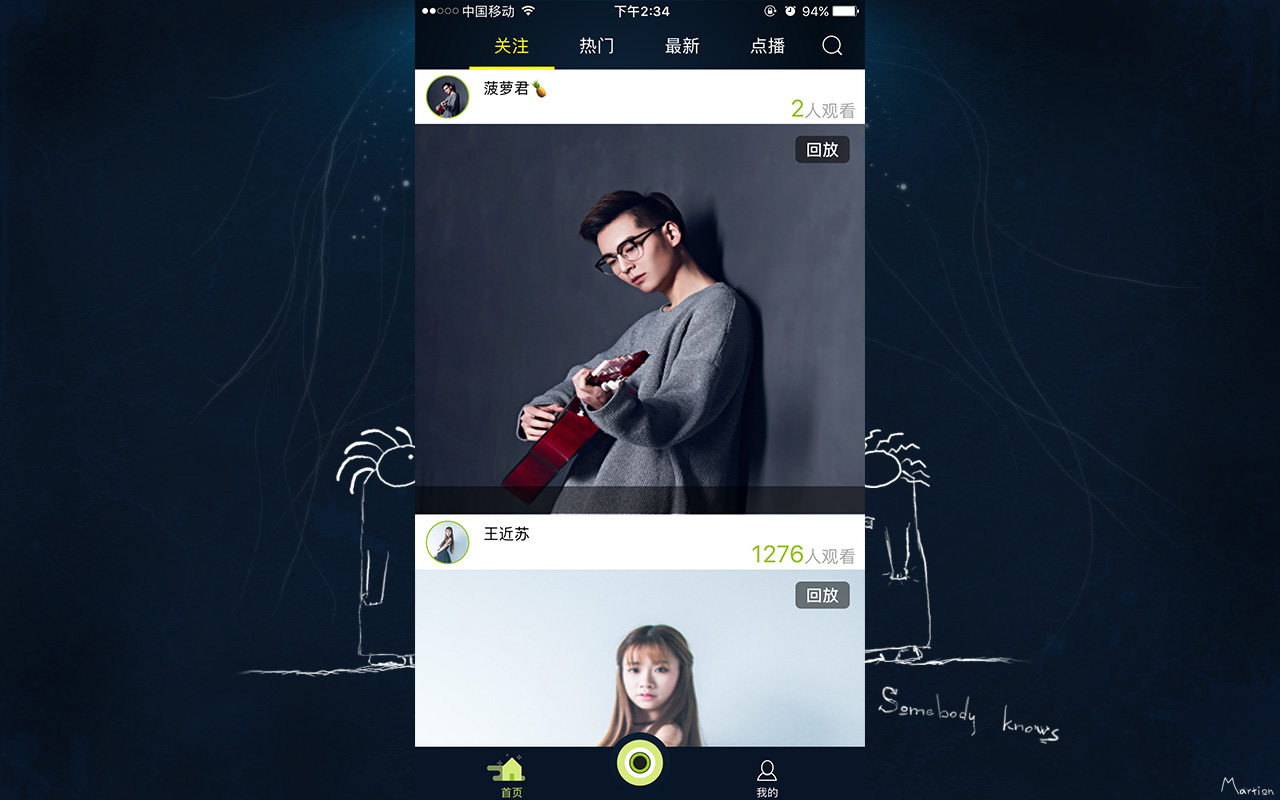 中国移动 下午2:34 94%
关注 热门 最新 点播
菠萝君🍍
2人观看
回放
王近苏
1276人观看
回放
Somebody knows
首页 我的
Martion